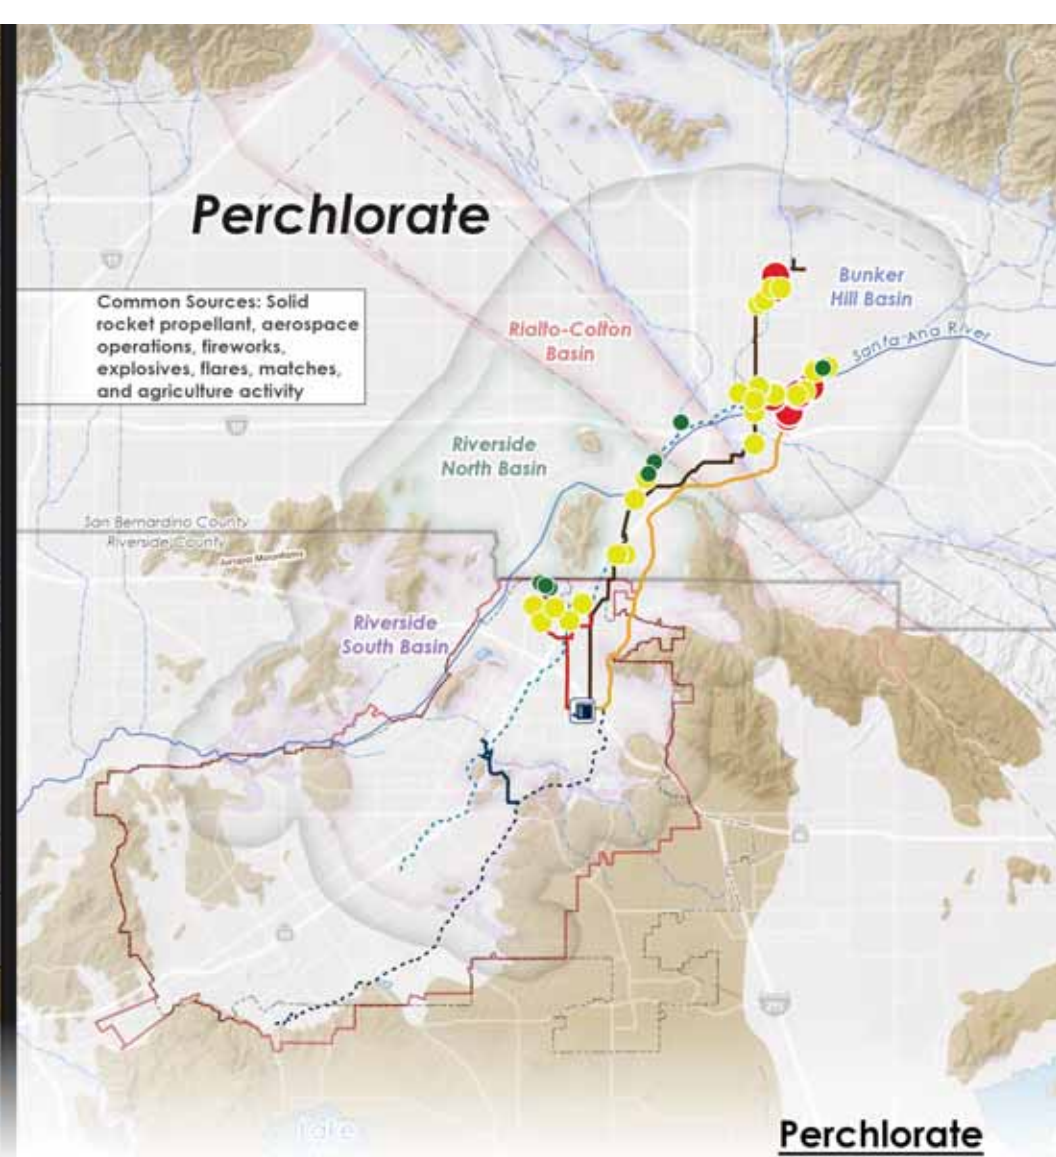 Perchlorate
Common Sources: Solid
rocket propellant, aerospace
operations, fireworks,
explosives, flares, matches,
and agriculture activity
Bunker
Hill Basin
Santa Ana River
Rialto-Colton
Basin
Riverside
North Basin
San Bernardino County
Riverside County
Jurupa Mountains
Riverside
South Basin
Lake
Perchlorate